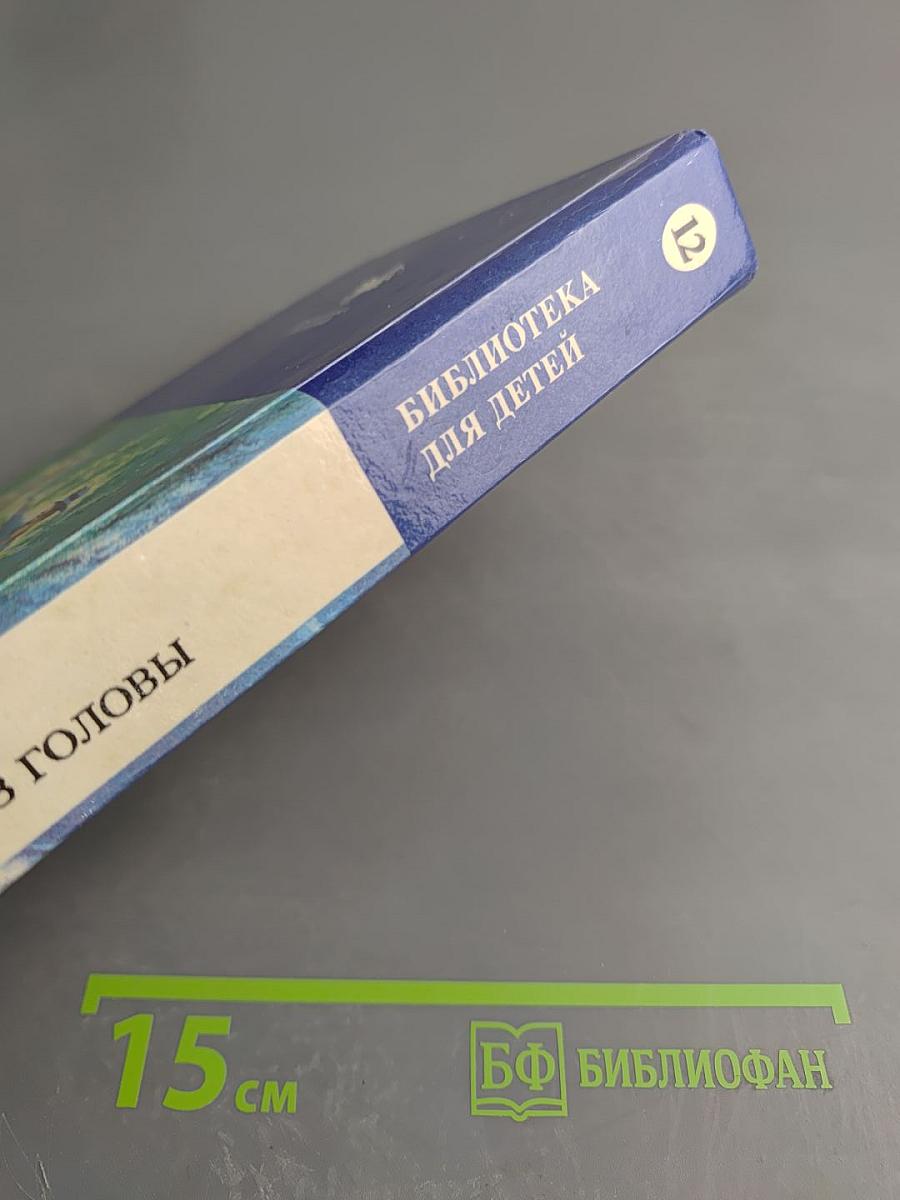 12
БИБЛИОТЕКА
ДЛЯ ДЕТЕЙ
ГОЛОВЫ
15 см
БФ БИБЛИОФАН